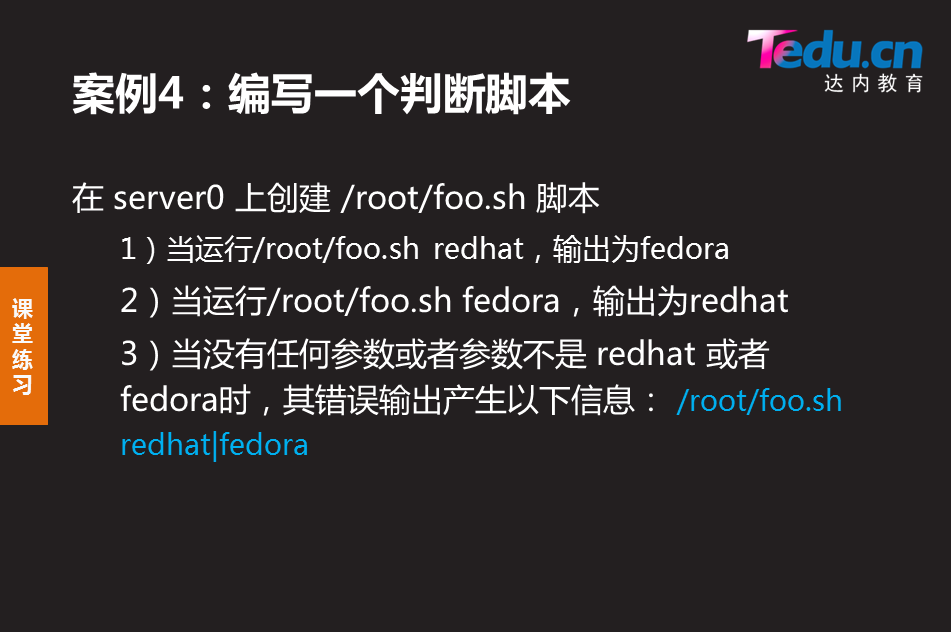 Tedu.cn
达内教育
案例4：编写一个判断脚本
在 server0 上创建 /root/foo.sh 脚本
1）当运行/root/foo.sh redhat，输出为fedora
2）当运行/root/foo.sh fedora，输出为redhat
3）当没有任何参数或者参数不是 redhat 或者
fedora时，其错误输出产生以下信息： /root/foo.sh
redhat|fedora
课
堂
练
习